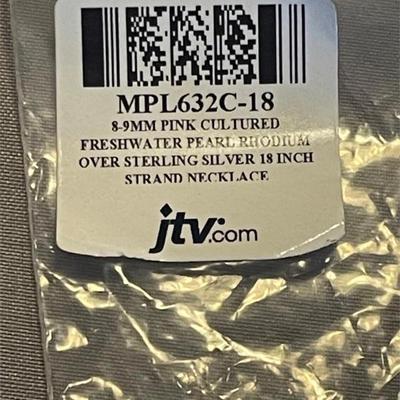 MPL632C-18
8-9MM PINK CULTURED
FRESHWATER PEARL RHODIUM
OVER STERLING SILVER 18 INCH
STRAND NECKLACE
jtv.com